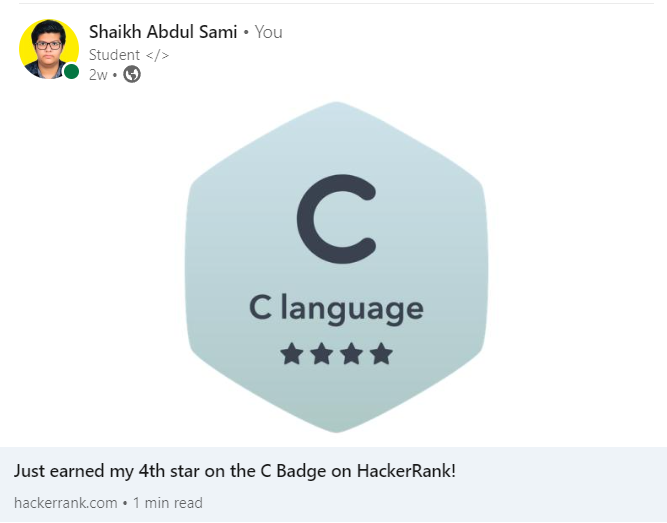 Shaikh Abdul Sami • You
Student </>
2w •
C
C language
Just earned my 4th star on the C Badge on HackerRank!
hackerrank.com • 1 min read